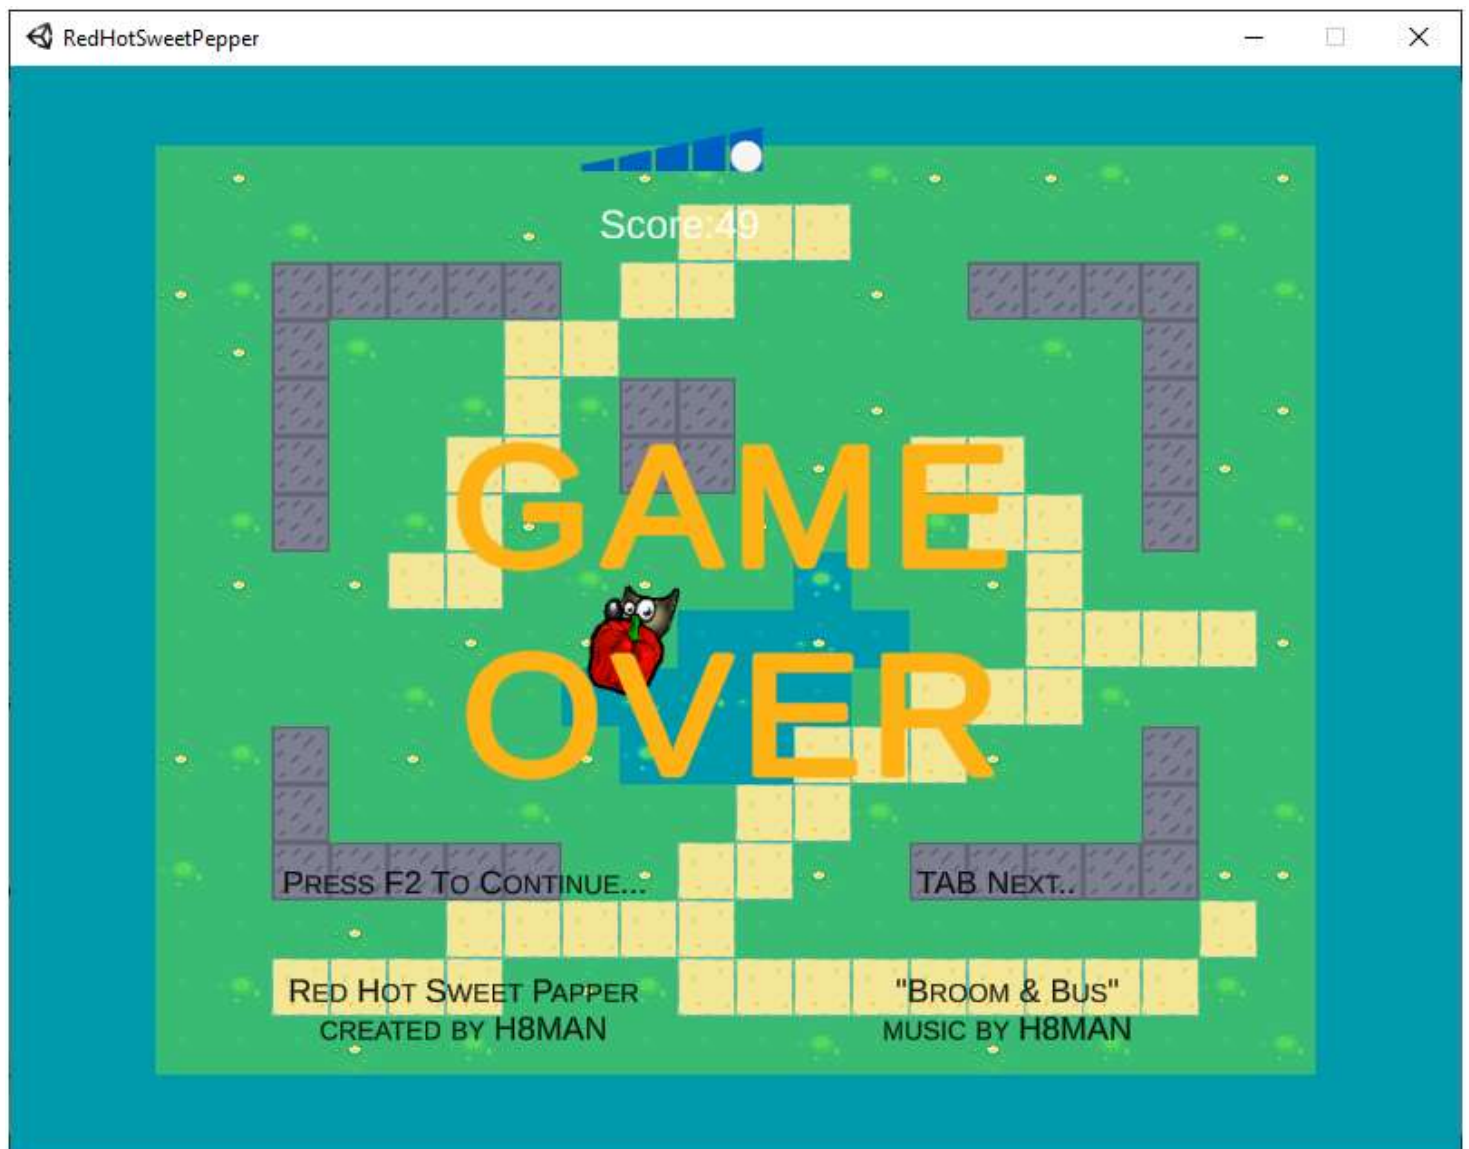 RedHotSweetPepper
Score:49
GAME
OVER
PRESS F2 TO CONTINUE...
TAB NEXT..
RED HOT SWEET PAPPER
CREATED BY H8MAN
"BROOM & BUS"
MUSIC BY H8MAN